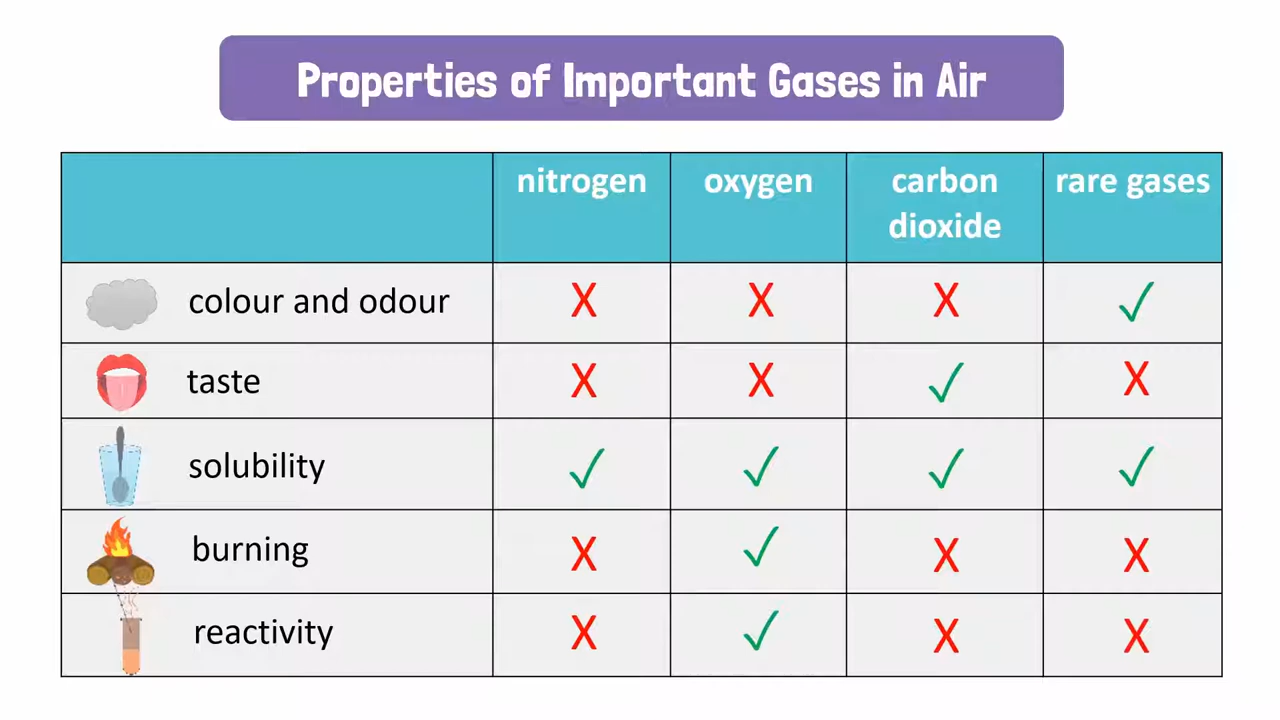 Properties of Important Gases in Air
nitrogen oxygen carbon dioxide rare gases
colour and odour X X X ✓
taste X X ✓ X
solubility ✓ ✓ ✓ ✓
burning X ✓ X X
reactivity X ✓ X X